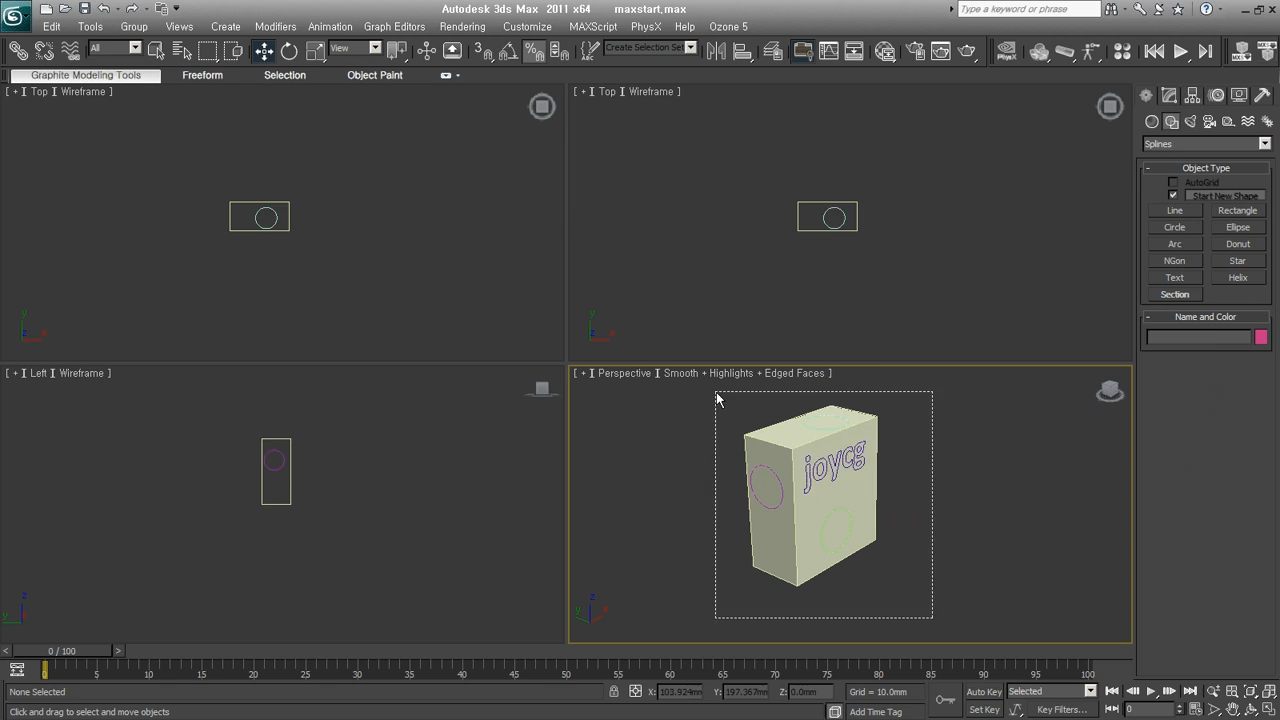 Autodesk 3ds Max 2011 x64 maxstart.max
Type a keyword or phrase
Edit Tools Group Views Create Modifiers Animation Graph Editors Rendering Customize MAXScript PhysX Help Ozone 5
All View Create Selection Set PhysX
Graphite Modeling Tools Freeform Selection Object Paint
[ + ] Top ] Wireframe ]
[ + ] Top ] Wireframe ]
Splines
Object Type
AutoGrid
Start New Shape
Line Rectangle
Circle Ellipse
Arc Donut
NGon Star
Text Helix
Section
Name and Color
y
z x
y
z x
[ + ] Left ] Wireframe ]
[ + ] Perspective ] Smooth + Highlights + Edged Faces ]
joycg
z
y x
z
y x
0 / 100
0 5 10 15 20 25 30 35 40 45 50 55 60 65 70 75 80 85 90 95 100
None Selected X: 103.924mm Y: 197.367mm Z: 0.0mm Grid = 10.0mm Auto Key Selected
Click and drag to select and move objects Add Time Tag Set Key Key Filters... 0